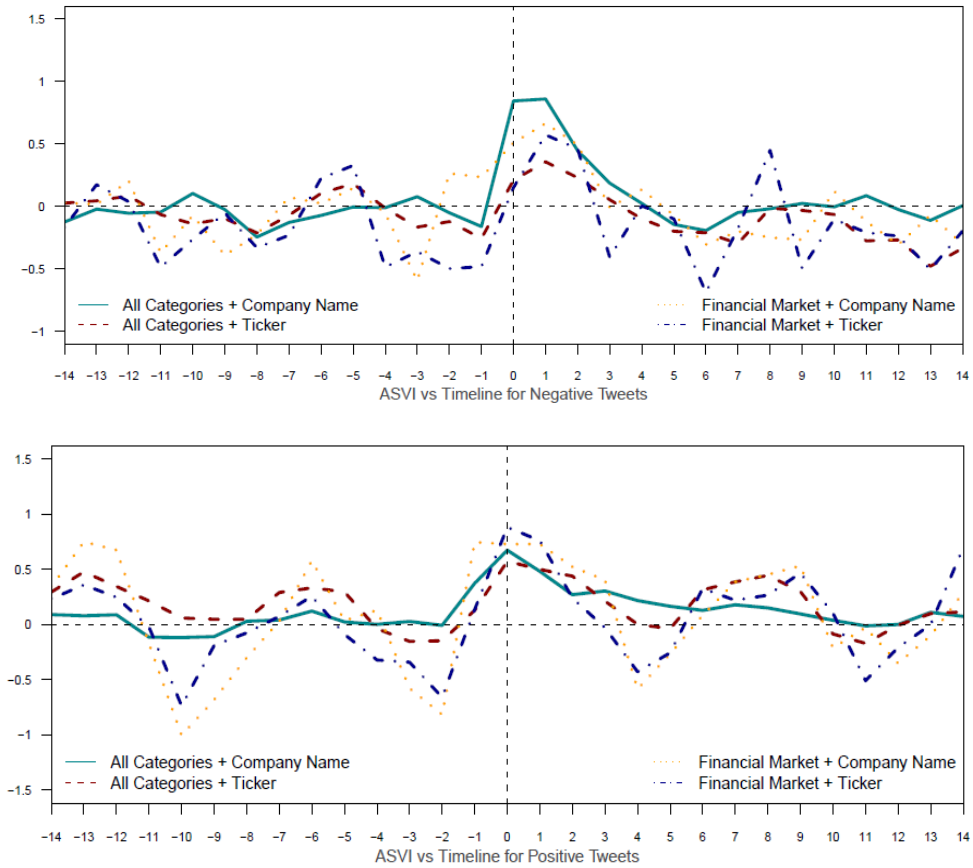 1.5
1
0.5
0
−0.5
−1
All Categories + Company Name Financial Market + Company Name
All Categories + Ticker Financial Market + Ticker
−14 −13 −12 −11 −10 −9 −8 −7 −6 −5 −4 −3 −2 −1 0 1 2 3 4 5 6 7 8 9 10 11 12 13 14
ASVI vs Timeline for Negative Tweets
1.5
1
0.5
0
−0.5
−1
−1.5
All Categories + Company Name Financial Market + Company Name
All Categories + Ticker Financial Market + Ticker
−14 −13 −12 −11 −10 −9 −8 −7 −6 −5 −4 −3 −2 −1 0 1 2 3 4 5 6 7 8 9 10 11 12 13 14
ASVI vs Timeline for Positive Tweets